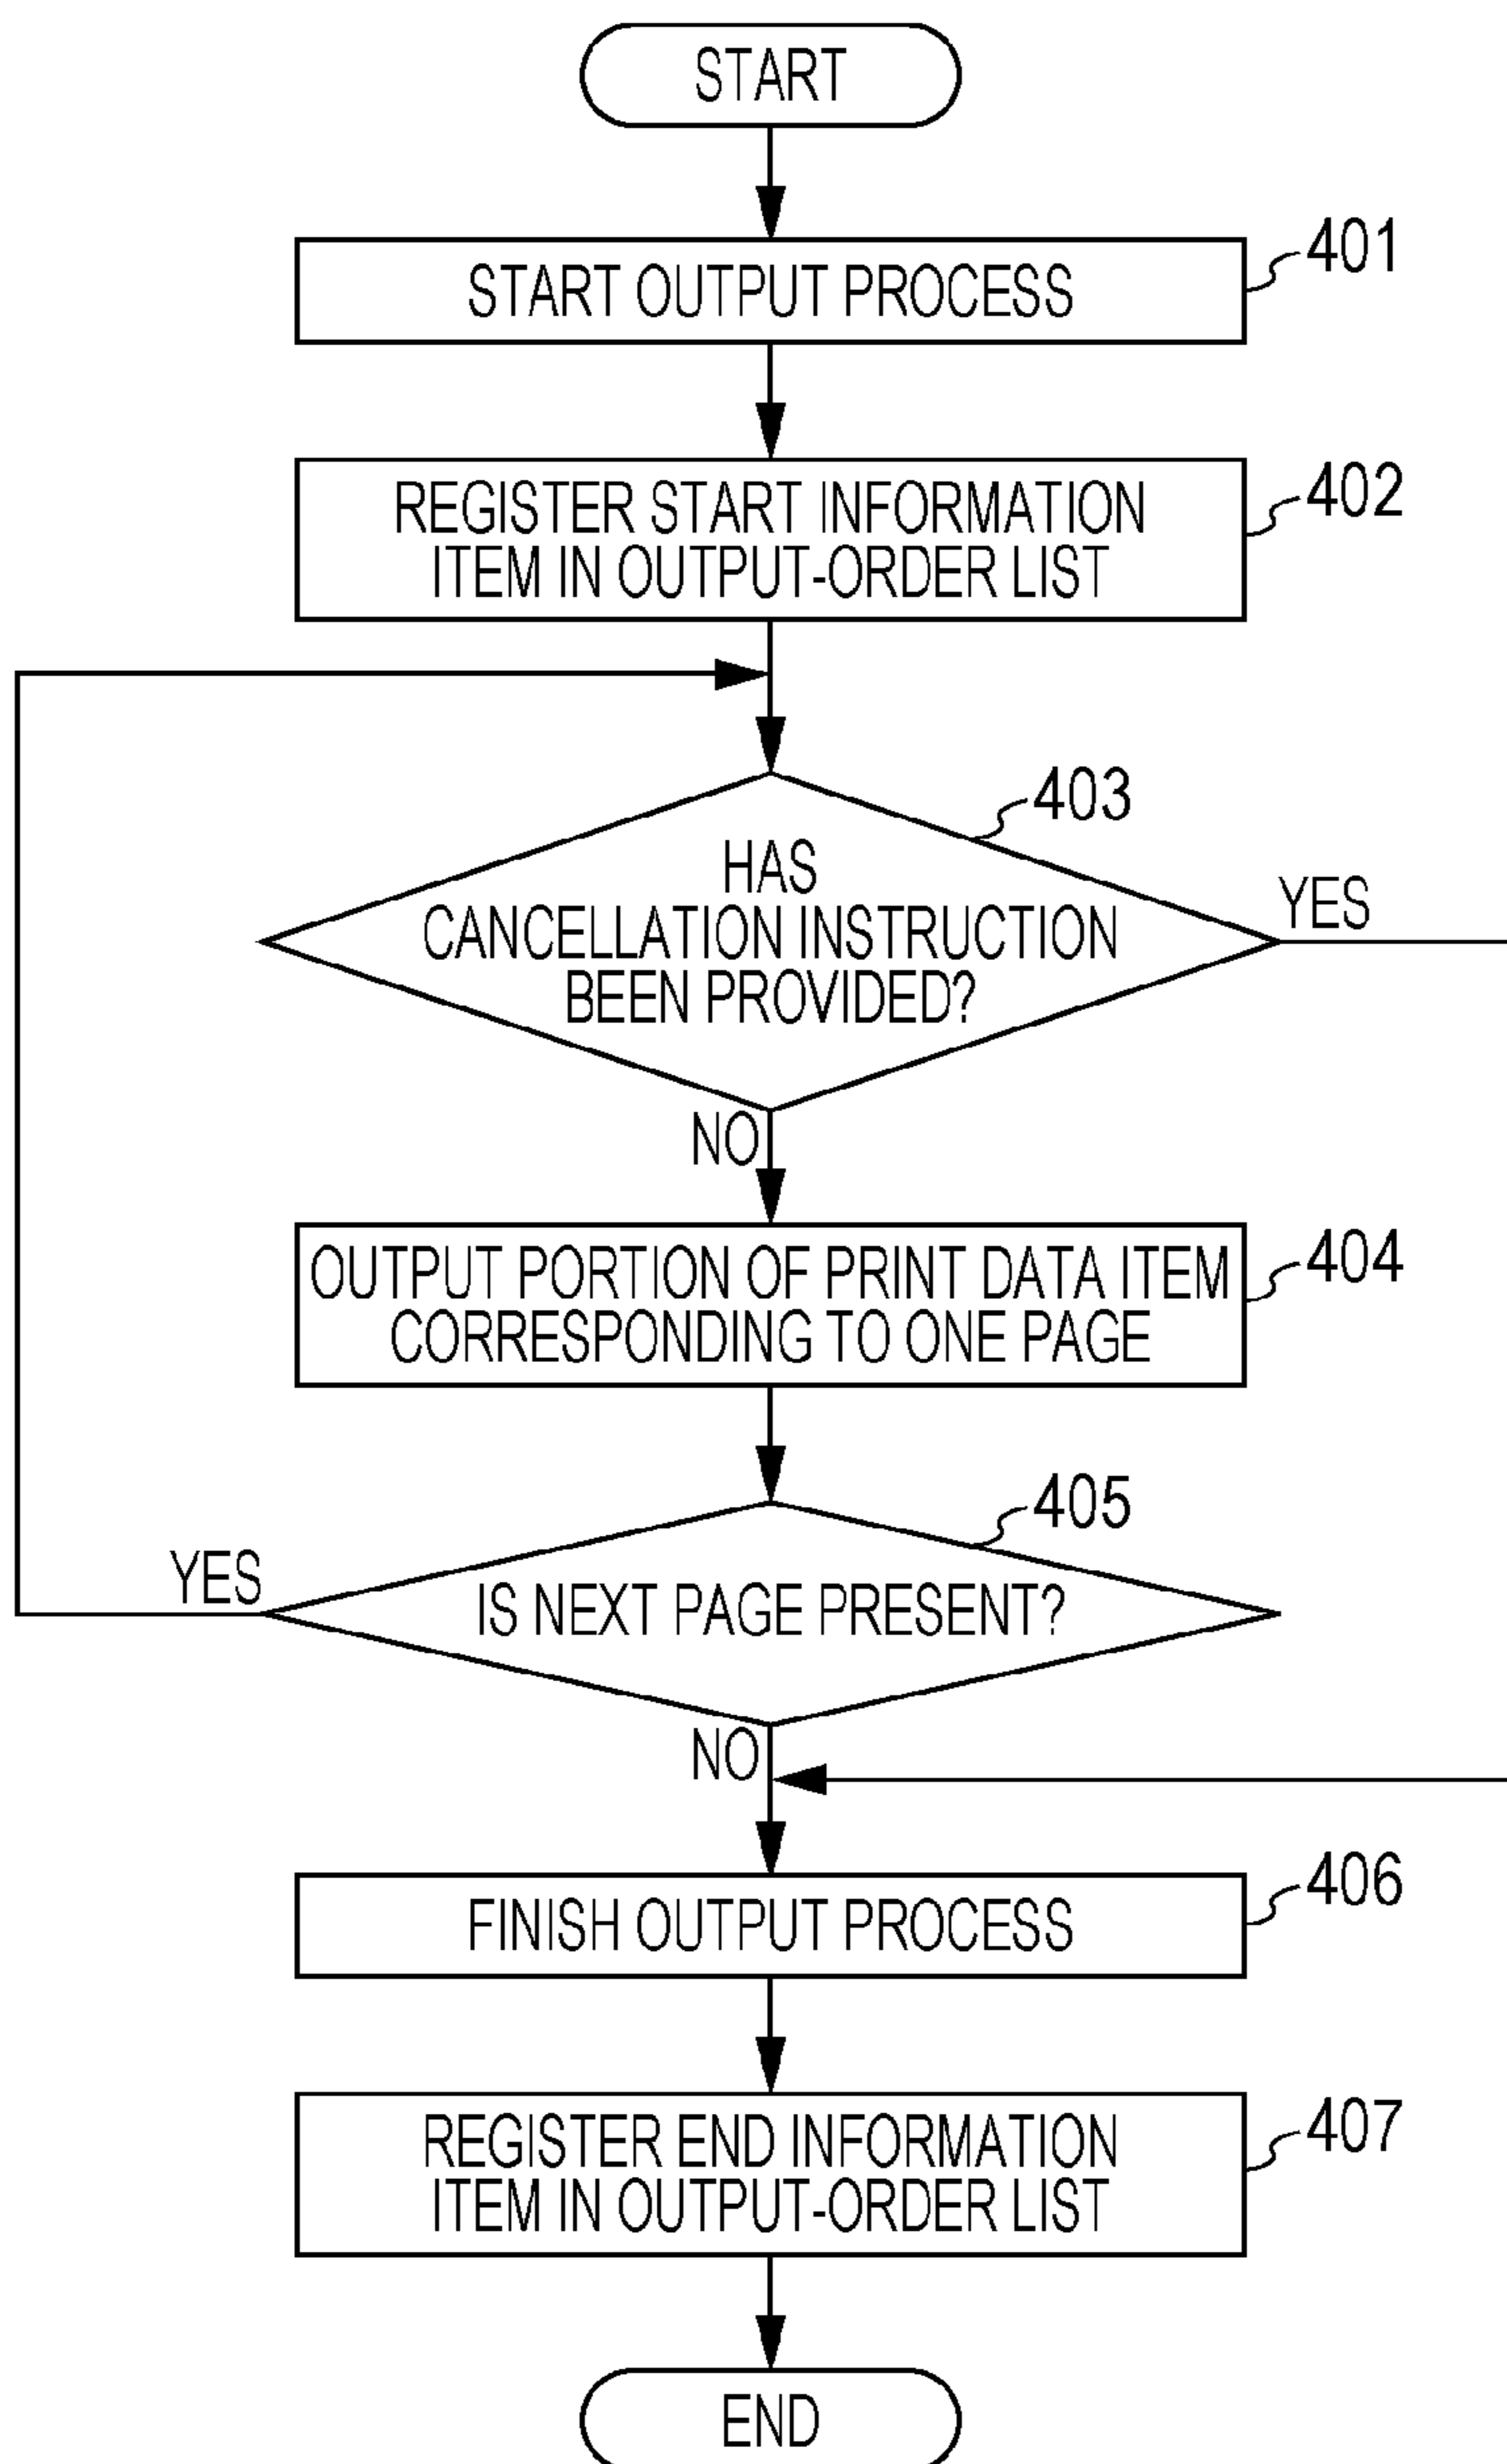 START
START OUTPUT PROCESS
401
REGISTER START INFORMATION
ITEM IN OUTPUT-ORDER LIST
402
403
HAS
CANCELLATION INSTRUCTION
BEEN PROVIDED?
YES
NO
OUTPUT PORTION OF PRINT DATA ITEM
CORRESPONDING TO ONE PAGE
404
405
YES
IS NEXT PAGE PRESENT?
NO
FINISH OUTPUT PROCESS
406
REGISTER END INFORMATION
ITEM IN OUTPUT-ORDER LIST
407
END